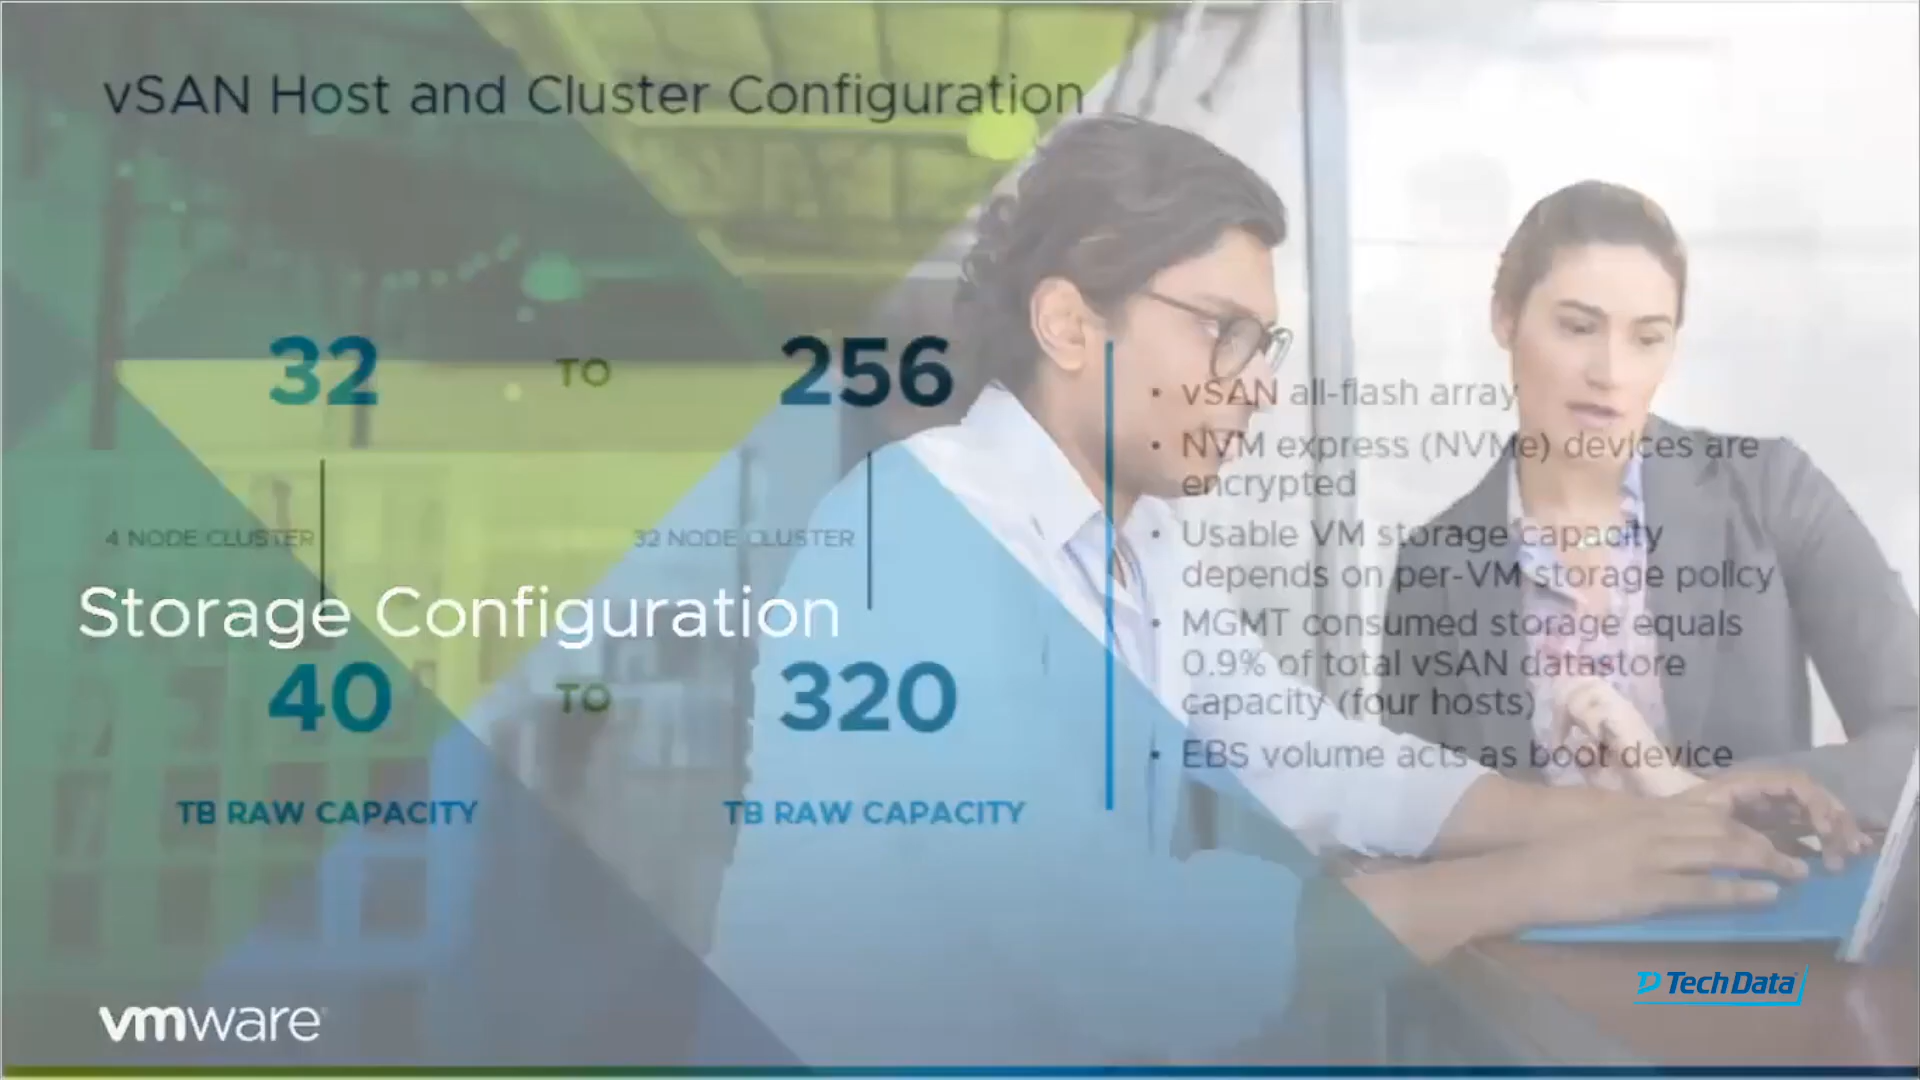 vSAN Host and Cluster Configuration
32 TO 256
4 NODE CLUSTER
32 NODE CLUSTER
Storage Configuration
40 TO 320
TB RAW CAPACITY
TB RAW CAPACITY
• vSAN all-flash array
• NVM express (NVMe) devices are
encrypted
• Usable VM storage capacity
depends on per-VM storage policy
• MGMT consumed storage equals
0.9% of total vSAN datastore
capacity (four hosts)
• EBS volume acts as boot device
vmware
TechData